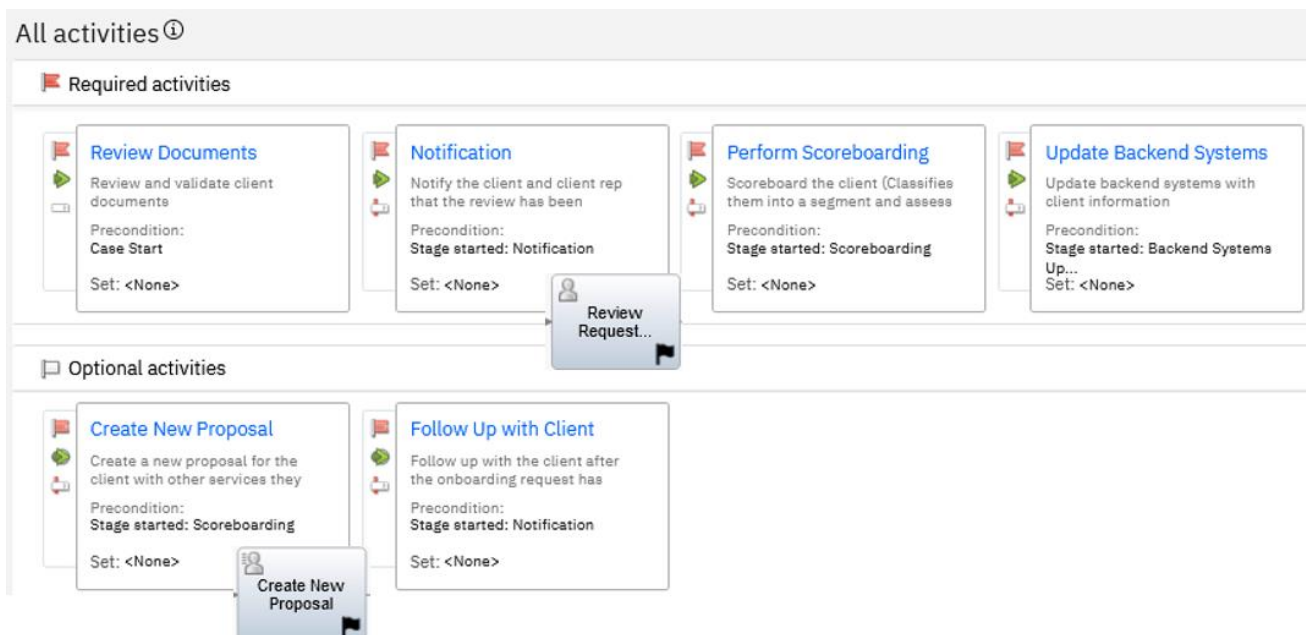 All activities
Required activities
Review Documents
Review and validate client
documents
Precondition:
Case Start
Set: <None>
Notification
Notify the client and client rep
that the review has been
Precondition:
Stage started: Notification
Set: <None>
Perform Scoreboarding
Scoreboard the client (Classifies
them into a segment and assess
Precondition:
Stage started: Scoreboarding
Set: <None>
Update Backend Systems
Update backend systems with
client information
Precondition:
Stage started: Backend Systems
Up...
Set: <None>
Review
Request...
Optional activities
Create New Proposal
Create a new proposal for the
client with other services they
Precondition:
Stage started: Scoreboarding
Set: <None>
Follow Up with Client
Follow up with the client after
the onboarding request has
Precondition:
Stage started: Notification
Set: <None>
Create New
Proposal